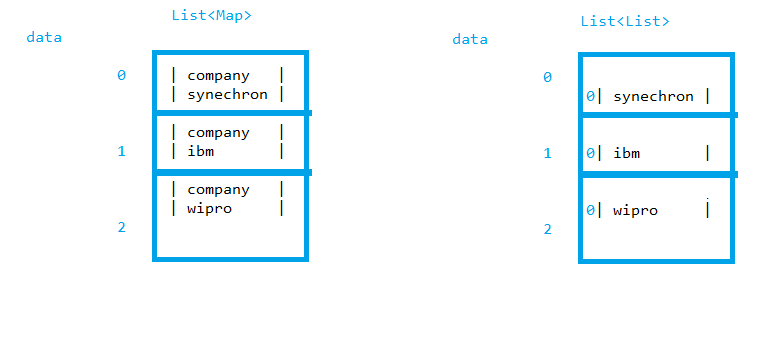 List<Map>
data
0
| company |
| synechron |
| company |
1 | ibm |
| company |
| wipro |
2
List<List>
data
0
0| synechron |
1 0| ibm |
0| wipro |
2